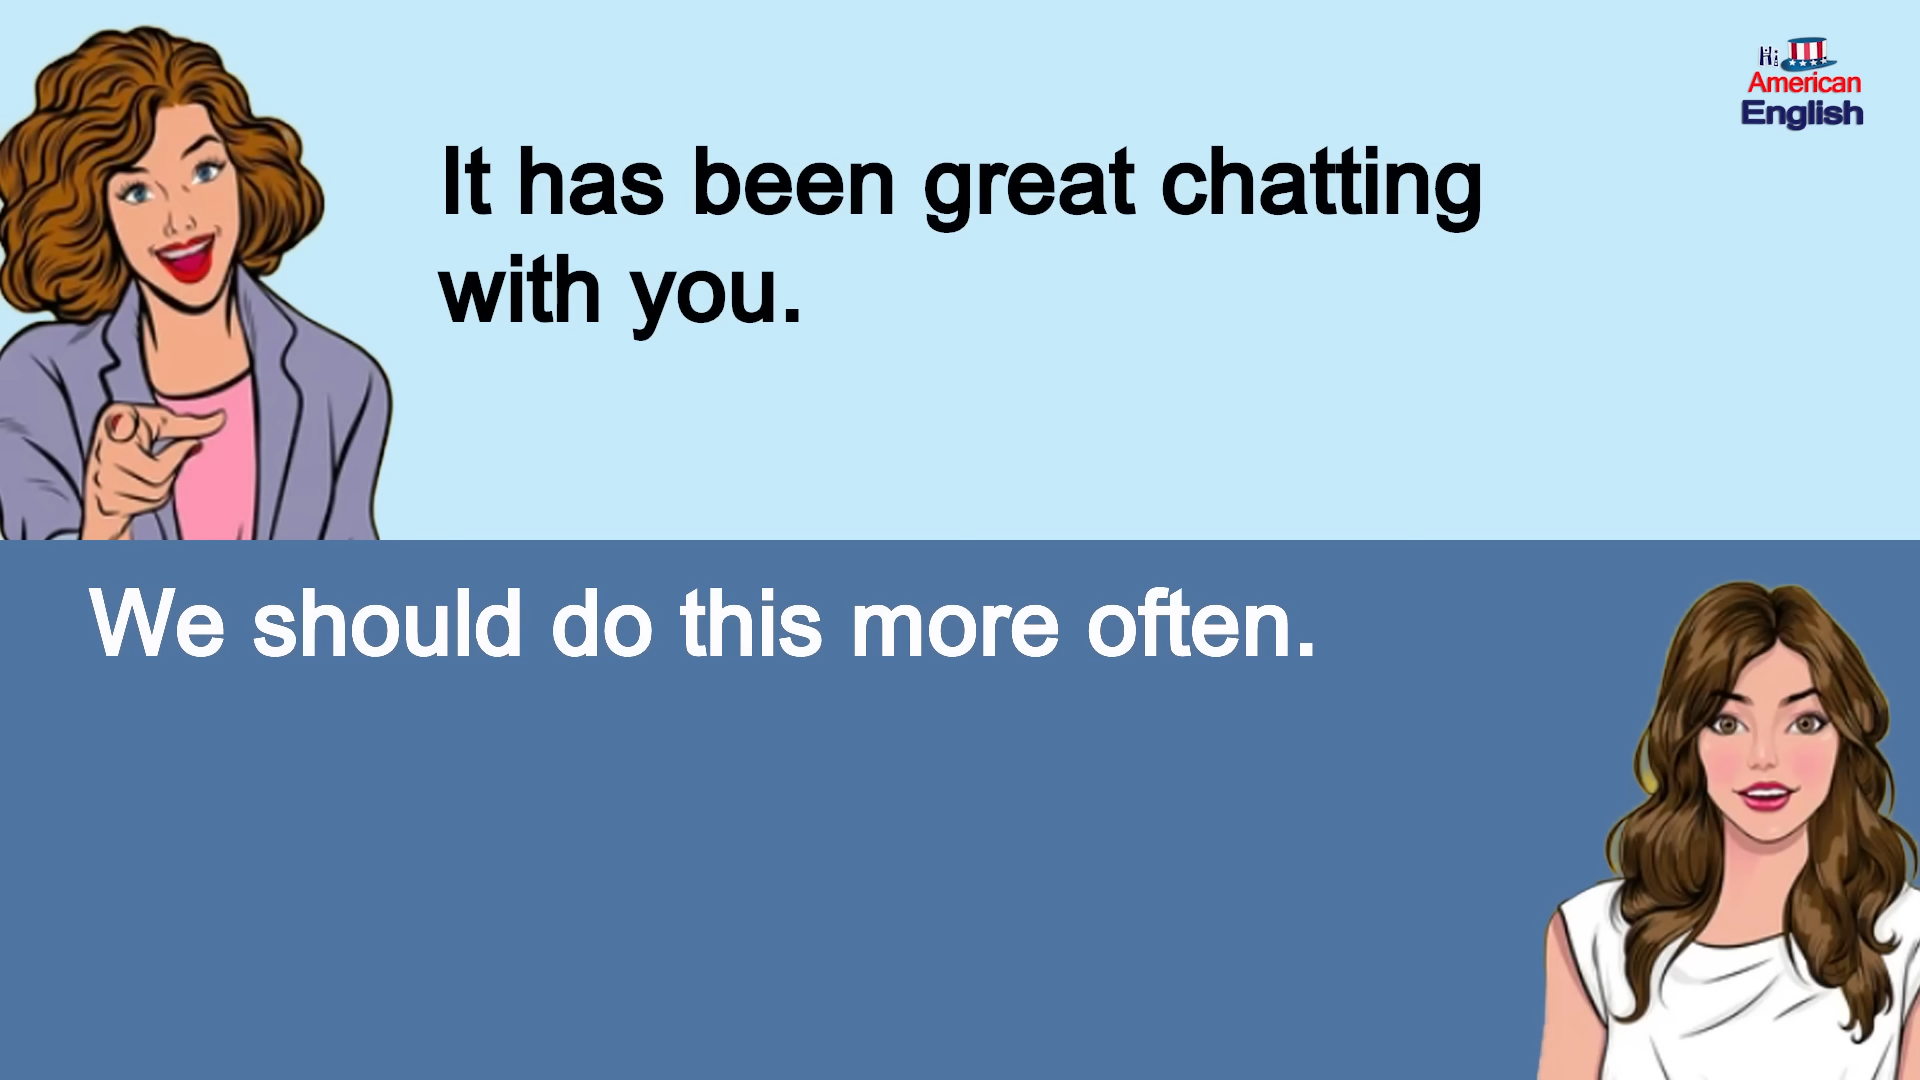 Hi
American
English
It has been great chatting
with you.
We should do this more often.